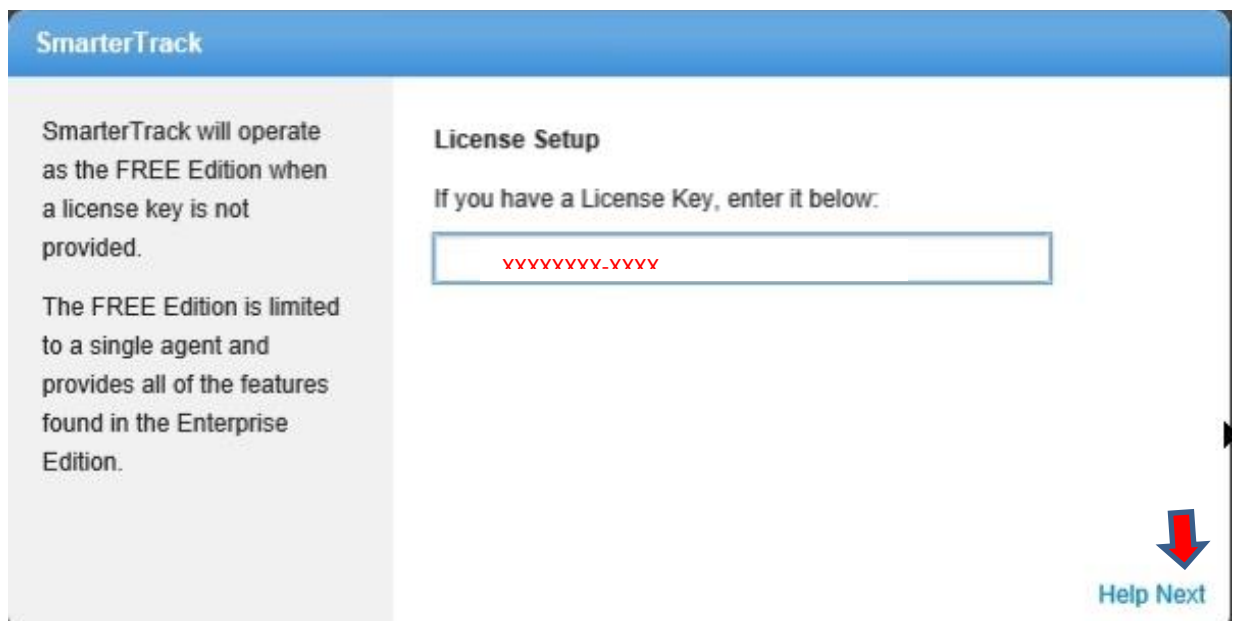 SmarterTrack
SmarterTrack will operate
as the FREE Edition when
a license key is not
provided.
The FREE Edition is limited
to a single agent and
provides all of the features
found in the Enterprise
Edition.
License Setup
If you have a License Key, enter it below:
XXXXXXXX-XXXX
Help Next